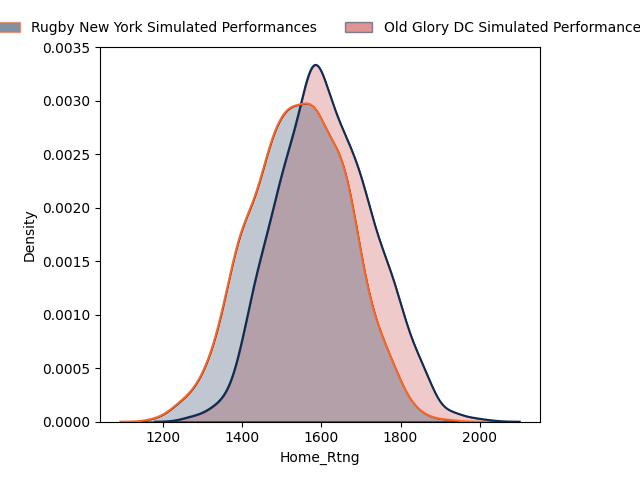 Rugby New York Simulated Performances
Old Glory DC Simulated Performance
0.0035
0.0030
0.0025
0.0020
0.0015
0.0010
0.0005
0.0000
Density
1200 1400 1600 1800 2000
Home_Rtng